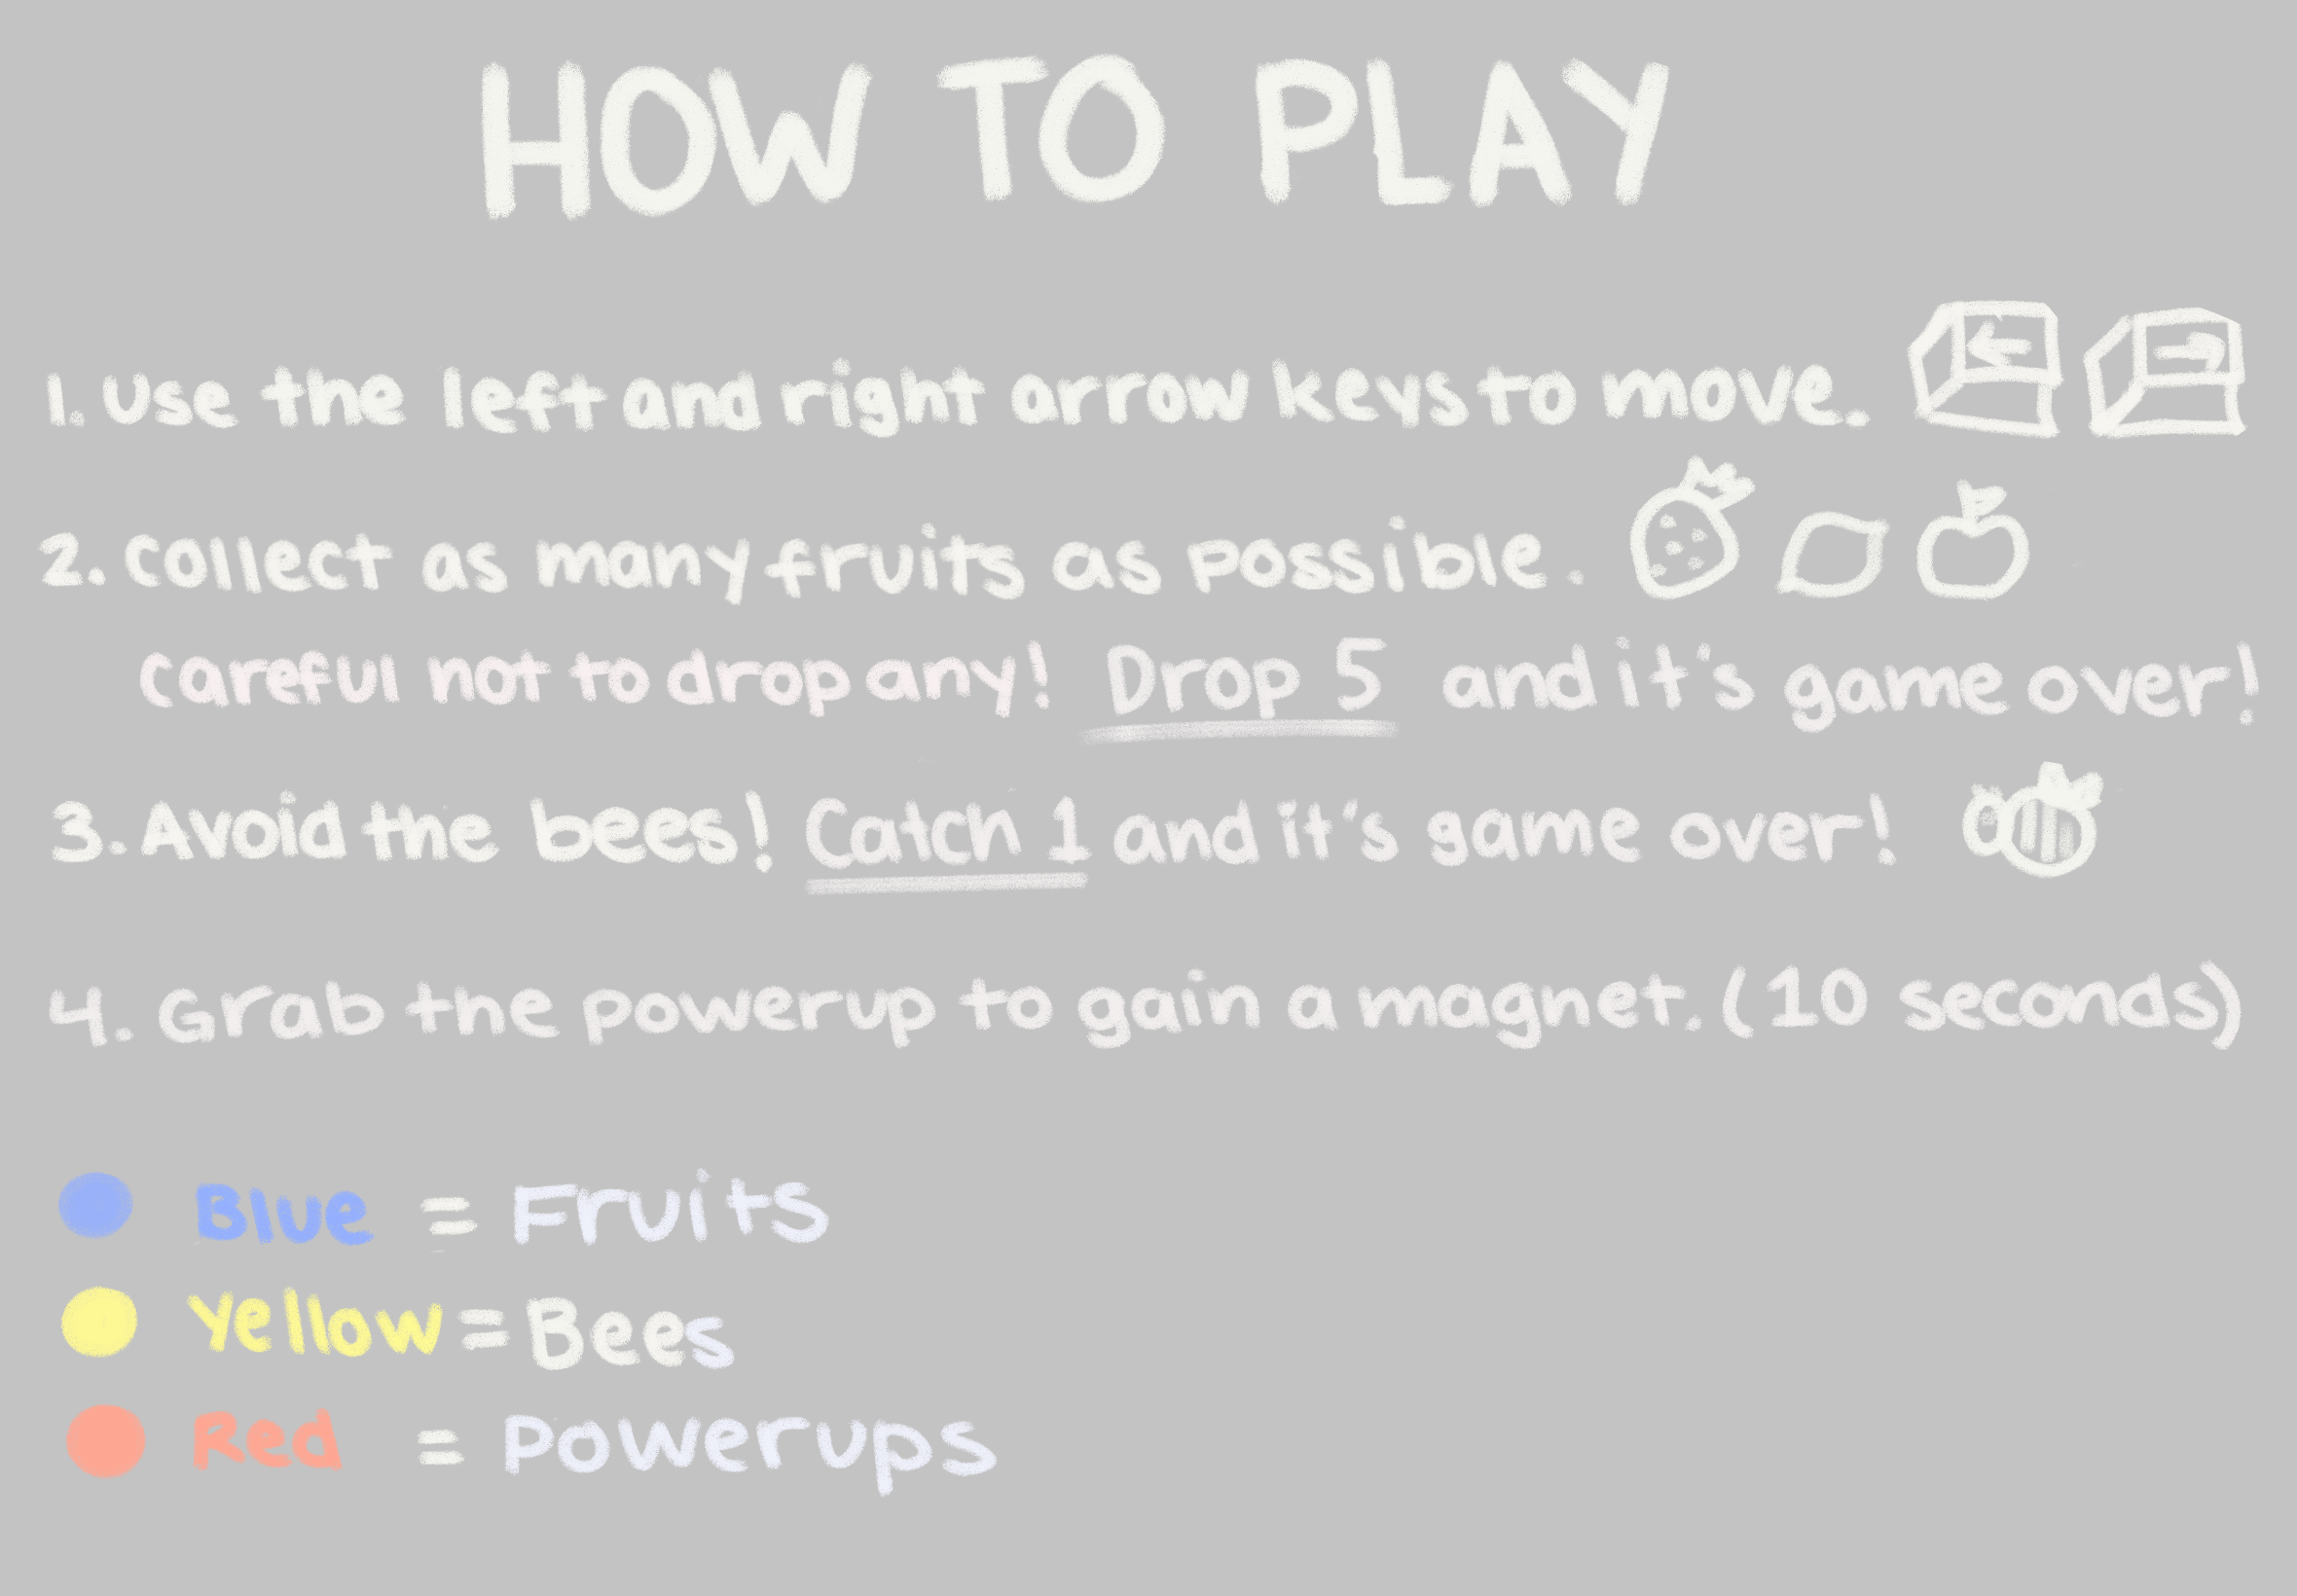 HOW TO PLAY
1. Use the left and right arrow keys to move.
2. Collect as many fruits as possible.
Careful not to drop any! Drop 5 and it's game over!
3. Avoid the bees! Catch 1 and it's game over!
4. Grab the powerup to gain a magnet. (10 seconds)
Blue = Fruits
Yellow = Bees
Red = Powerups